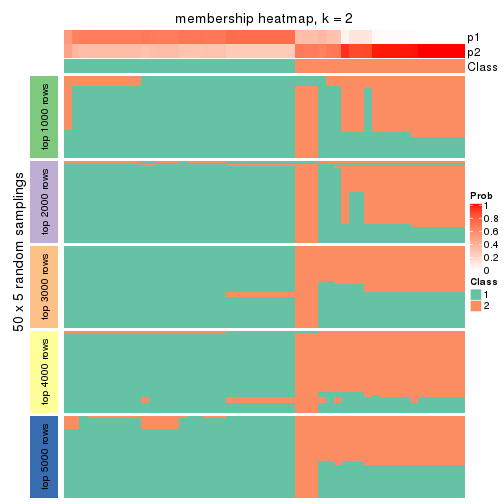 membership heatmap, k = 2
p1
p2
Class
50 x 5 random samplings
top 1000 rows
top 2000 rows
top 3000 rows
top 4000 rows
top 5000 rows
Prob
1
0.8
0.6
0.4
0.2
0
Class
1
2